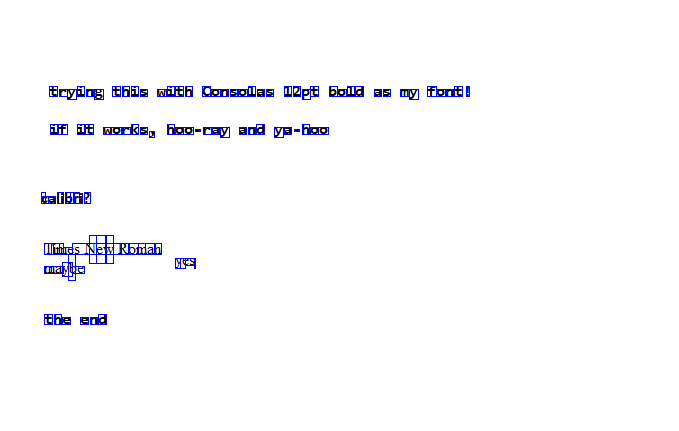 trying this with Consolas 12pt bold as my font!
if it works, hoo-ray and ya-hoo
calibri?
Times New Roman
maybe
yes
the end